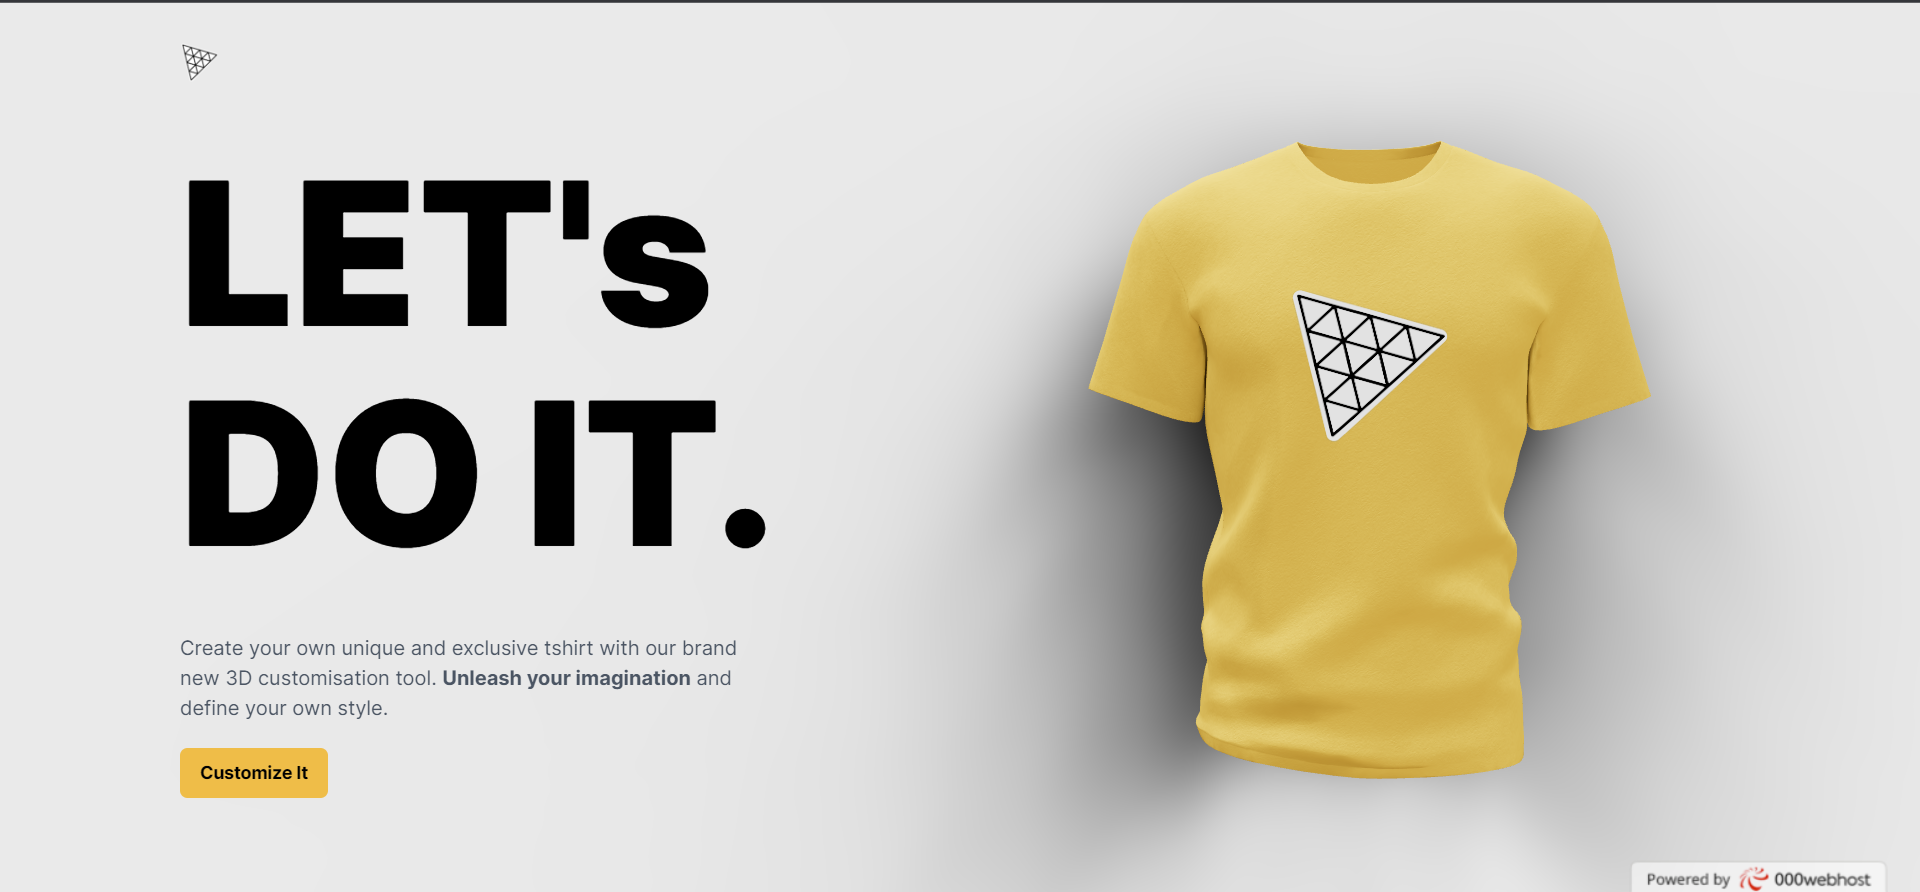 LET's
DO IT.
Create your own unique and exclusive tshirt with our brand
new 3D customisation tool. Unleash your imagination and
define your own style.
Customize It
Powered by 000webhost